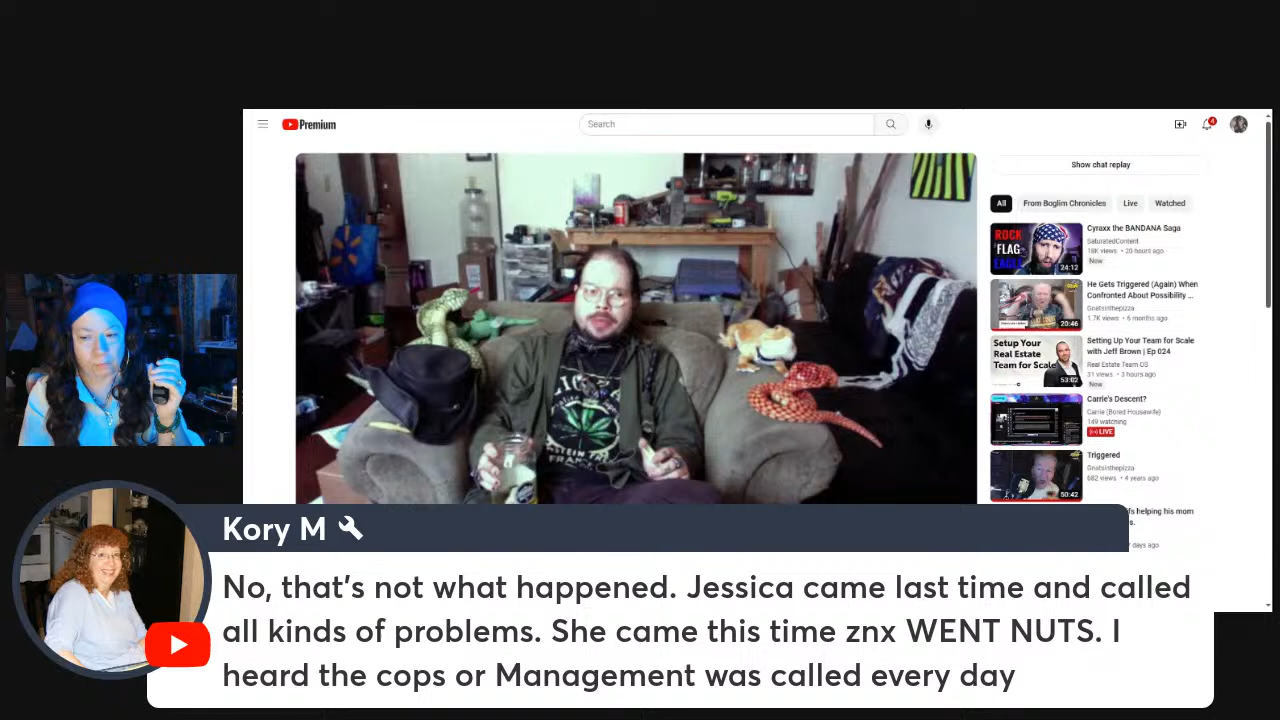 Premium
Search
4
Show chat replay
All
From Boglim Chronicles
Live
Watched
ROCK
FLAG
EAGLE
24:12
Cyraxx the BANDANA Saga
SaturatedContent
18K views • 20 hours ago
New
20:46
He Gets Triggered (Again) When
Confronted About Possibility ...
Gnatsinthepizza
1.7K views • 6 months ago
Setup Your
Real Estate
Team for Scale
53:02
Setting Up Your Team for Scale
with Jeff Brown | Ep 024
Real Estate Team OS
31 views • 3 hours ago
New
Carrie's Descent?
Carrie (Bored Housewife)
149 watching
LIVE
50:42
Triggered
Gnatsinthepizza
682 views • 4 years ago
helping his mom
days ago
Kory M
No, that's not what happened. Jessica came last time and called
all kinds of problems. She came this time znx WENT NUTS. I
heard the cops or Management was called every day